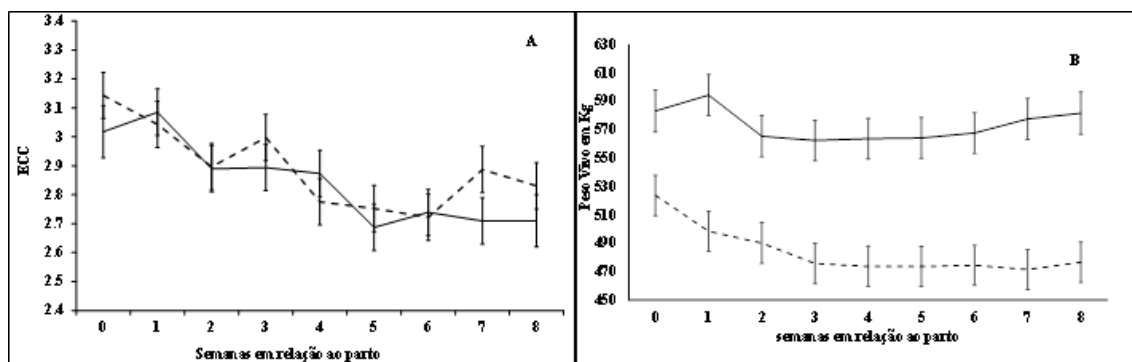 A
ECC
3.4
3.3
3.2
3.1
3
2.9
2.8
2.7
2.6
2.5
2.4
0 1 2 3 4 5 6 7 8
Semanas em relação ao parto
B
Peso Vivo em Kg
630
610
590
570
550
530
510
490
470
450
0 1 2 3 4 5 6 7 8
semanas em relação ao parto